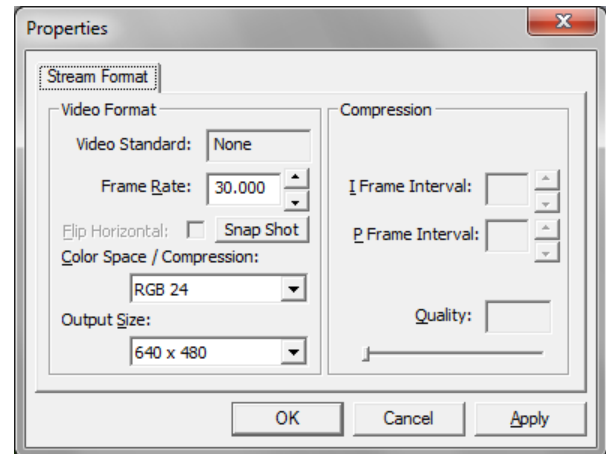 Properties
Stream Format
Video Format
Video Standard: None
Frame Rate: 30.000
Flip Horizontal: Snap Shot
Color Space / Compression:
RGB 24
Output Size:
640 x 480
Compression
I Frame Interval:
P Frame Interval:
Quality:
OK Cancel Apply